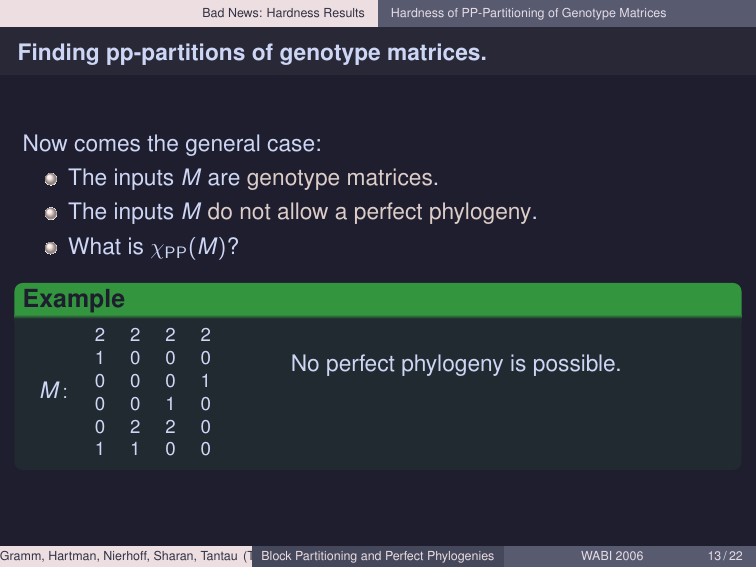 Bad News: Hardness Results Hardness of PP-Partitioning of Genotype Matrices
Finding pp-partitions of genotype matrices.
Now comes the general case:
The inputs M are genotype matrices.
The inputs M do not allow a perfect phylogeny.
What is χPP(M)?
Example
M:
2 2 2 2
1 0 0 0
0 0 0 1
0 0 1 0
0 2 2 0
1 1 0 0
No perfect phylogeny is possible.
Gramm, Hartman, Nierhoff, Sharan, Tantau (T Block Partitioning and Perfect Phylogenies WABI 2006 13 / 22